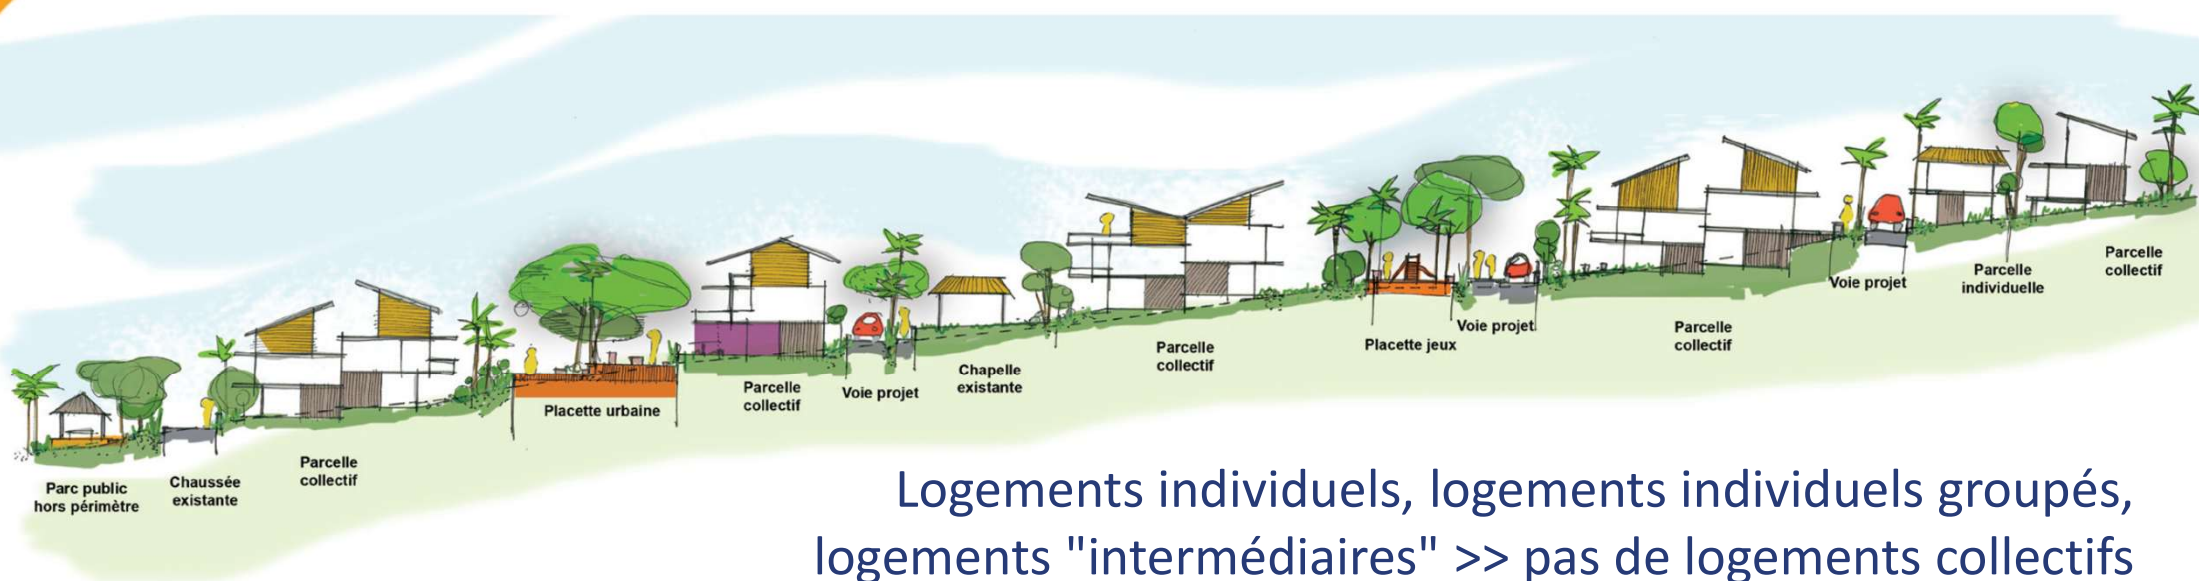 Parc public
hors périmètre
Chaussée
existante
Parcelle
collectif
Placette urbaine
Parcelle
collectif
Voie projet
Chapelle
existante
Parcelle
collectif
Placette jeux
Voie projet
Parcelle
collectif
Voie projet
Parcelle
individuelle
Parcelle
collectif
Logements individuels, logements individuels groupés,
logements "intermédiaires" >> pas de logements collectifs